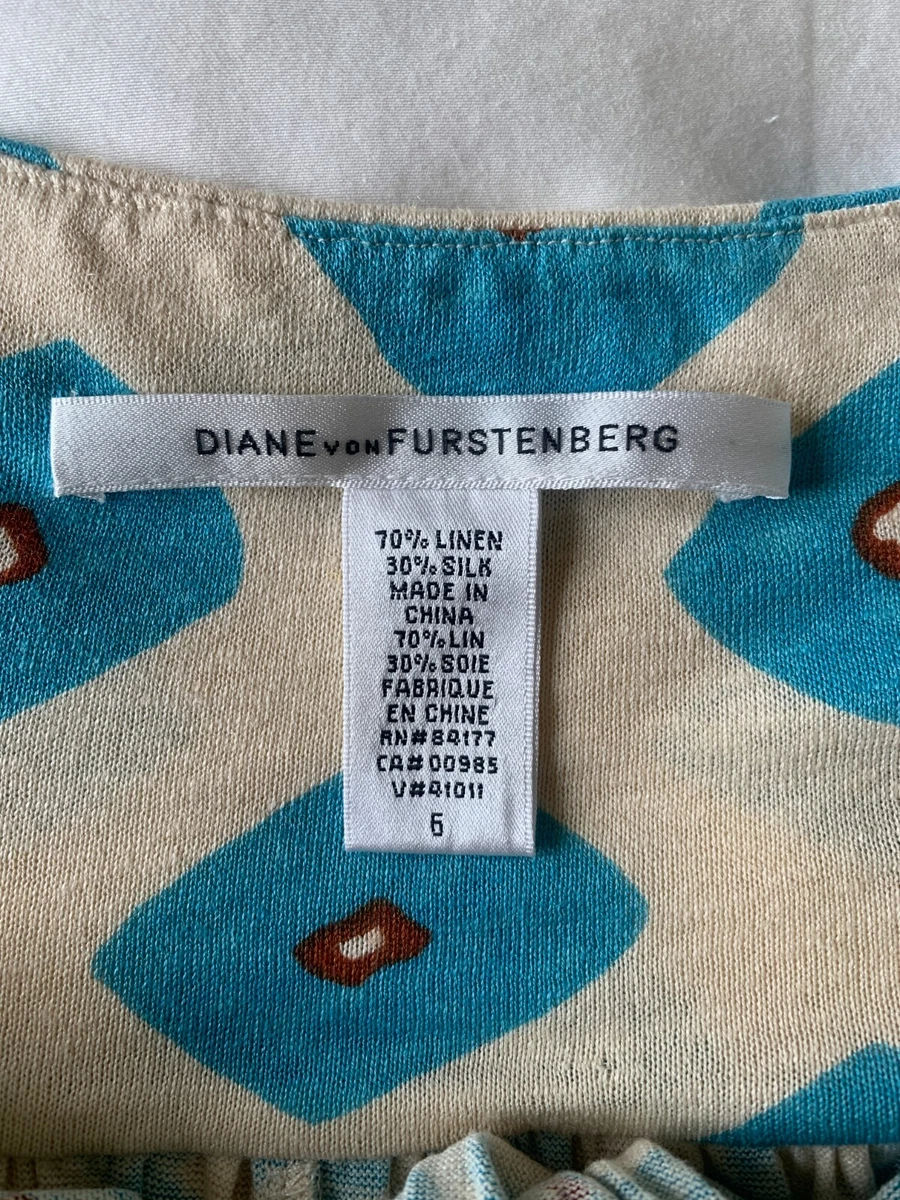 DIANE VON FURSTENBERG
70% LINEN
30% SILK
MADE IN
CHINA
70% LIN
30% SOIE
FABRIQUE
EN CHINE
RN#84177
CA#00985
V#41011
6